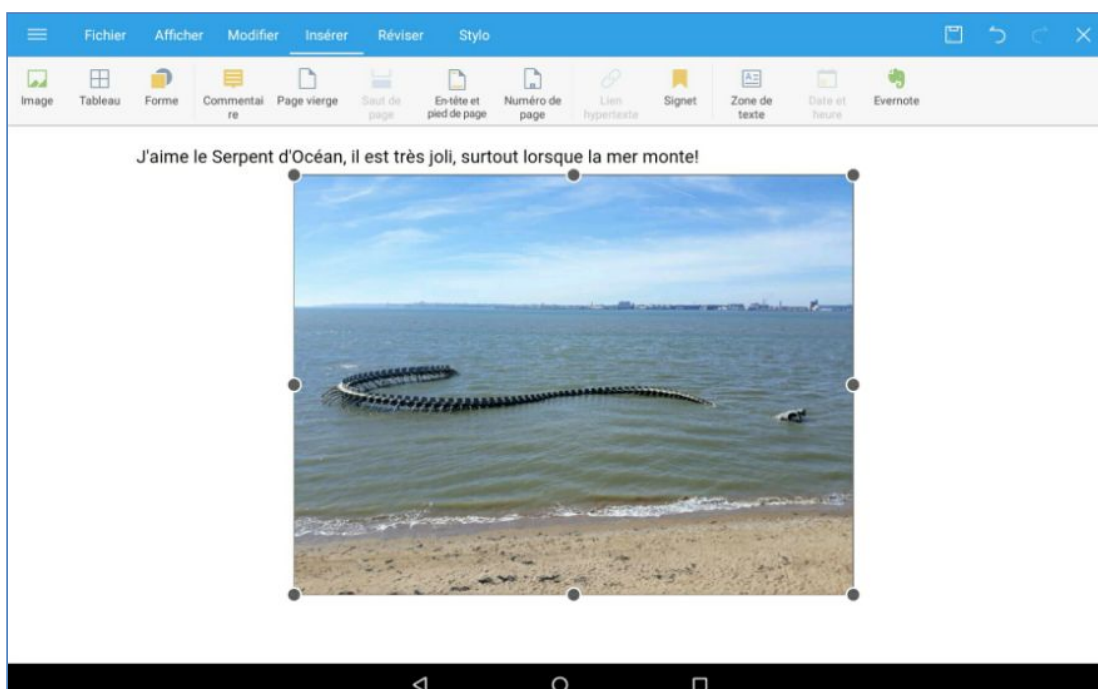 Fichier Afficher Modifier Insérer Réviser Stylo
Image Tableau Forme Commentai Page vierge Saut de En-tête et Numéro de Lien Signet Zone de Date et Evernote
re page pied de page page hypertexte texte heure
J'aime le Serpent d'Océan, il est très joli, surtout lorsque la mer monte!